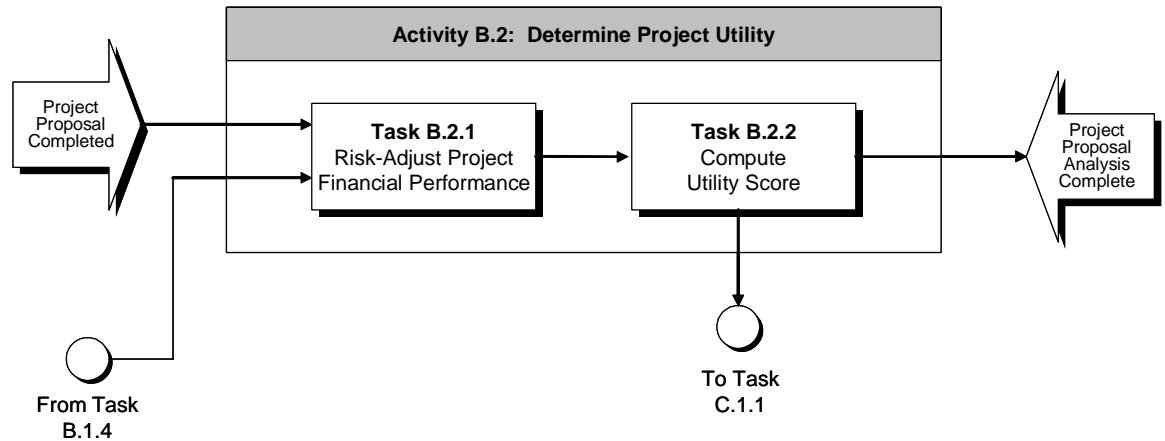 Activity B.2:  Determine Project Utility
Project
Proposal
Completed
Task B.2.1
Risk-Adjust Project
Financial Performance
Task B.2.2
Compute
Utility Score
Project
Proposal
Analysis
Complete
From Task
B.1.4
To Task
C.1.1